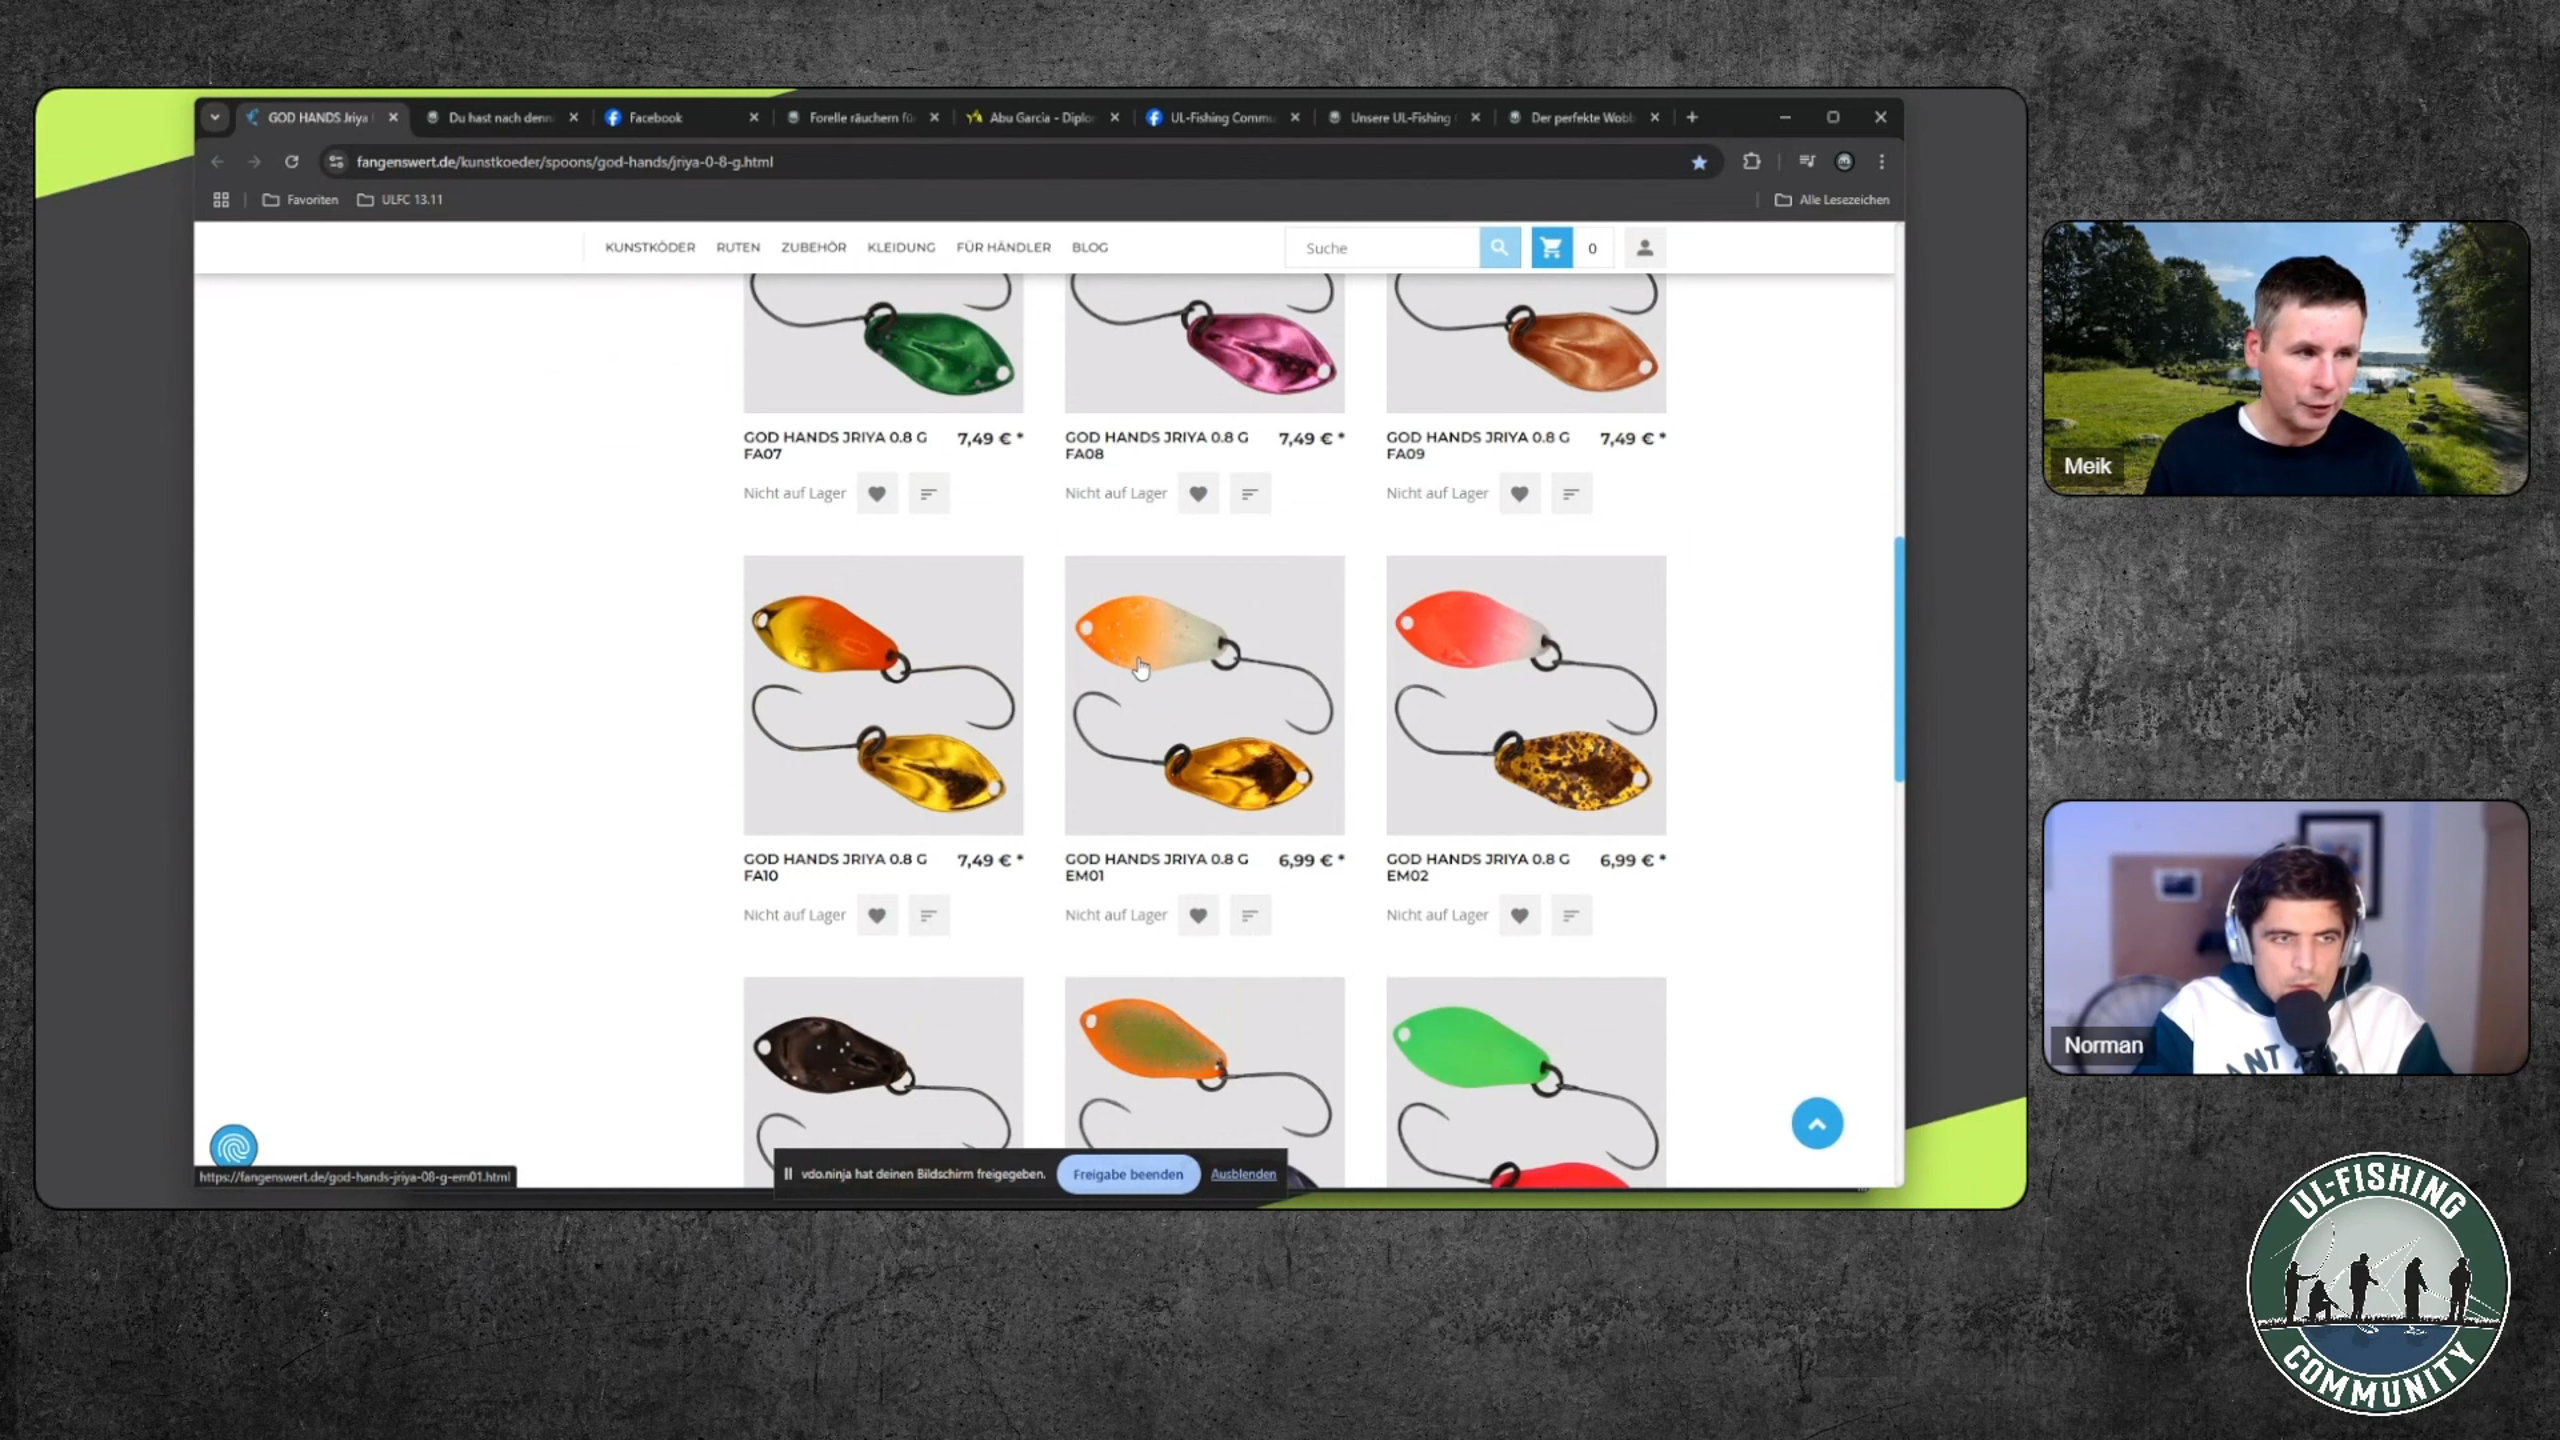 GOD HANDS Jriya
Du hast nach denn
Facebook
Forelle räuchern fü
Abu Garcia - Diplo
UL-Fishing Commu
Unsere UL-Fishing
Der perfekte Wobb
fangenswert.de/kunstkoeder/spoons/god-hands/jriya-0-8-g.html
Favoriten
ULFC 13.11
Alle Lesezeichen
KUNSTKÖDER
RUTEN
ZUBEHÖR
KLEIDUNG
FÜR HÄNDLER
BLOG
Suche
0
GOD HANDS JRIYA 0.8 G
FA07
7,49 € *
GOD HANDS JRIYA 0.8 G
FA08
7,49 € *
GOD HANDS JRIYA 0.8 G
FA09
7,49 € *
Nicht auf Lager
Nicht auf Lager
Nicht auf Lager
GOD HANDS JRIYA 0.8 G
FA10
7,49 € *
GOD HANDS JRIYA 0.8 G
EM01
6,99 € *
GOD HANDS JRIYA 0.8 G
EM02
6,99 € *
Nicht auf Lager
Nicht auf Lager
Nicht auf Lager
vdo.ninja hat deinen Bildschirm freigegeben.
Freigabe beenden
Ausblenden
https://fangenswert.de/god-hands-jriya-08-g-em01.html
Meik
Norman
UL-FISHING
COMMUNITY